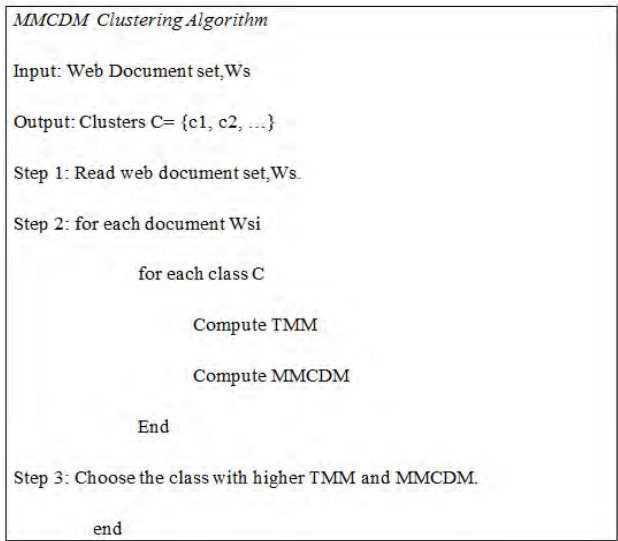 MMCDM Clustering Algorithm
Input: Web Document set,Ws
Output: Clusters C= {c1, c2, ...}
Step 1: Read web document set,Ws.
Step 2: for each document Wsi
for each class C
Compute TMM
Compute MMCDM
End
Step 3: Choose the class with higher TMM and MMCDM.
end